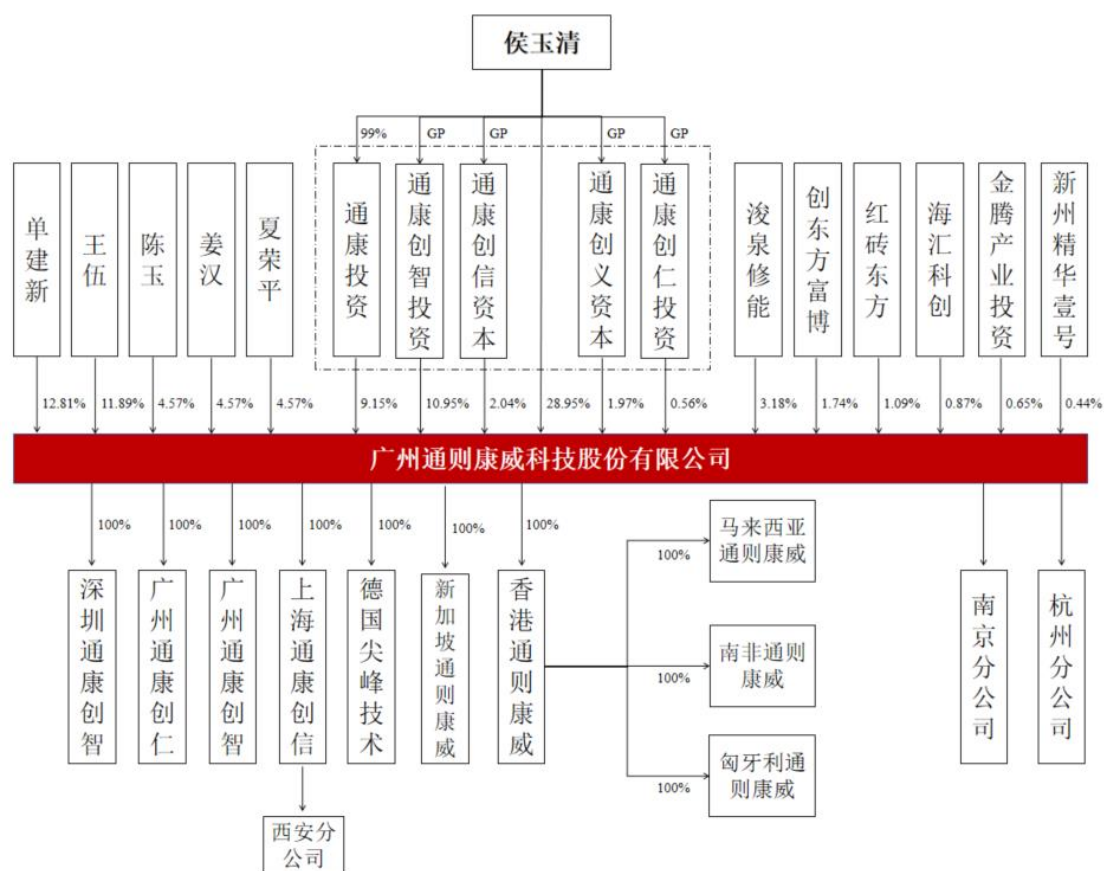 侯玉清
99%
GP
GP
GP
GP
单建新
王伍
陈玉
姜汉
夏荣平
通康投资
通康创智投资
通康创信资本
通康创义资本
通康创仁投资
浚泉修能
创东方富博
红砖东方
海汇科创
金腾产业投资
新州精华壹号
12.81%
11.89%
4.57%
4.57%
4.57%
9.15%
10.95%
2.04%
28.95%
1.97%
0.56%
3.18%
1.74%
1.09%
0.87%
0.65%
0.44%
广州通则康威科技股份有限公司
100%
100%
100%
100%
100%
100%
100%
深圳通康创智
广州通康创仁
广州通康创智
上海通康创信
德国尖峰技术
新加坡通则康威
香港通则康威
100%
马来西亚
通则康威
100%
南非通则
康威
100%
匈牙利通
则康威
南京分公司
杭州分公司
西安分
公司